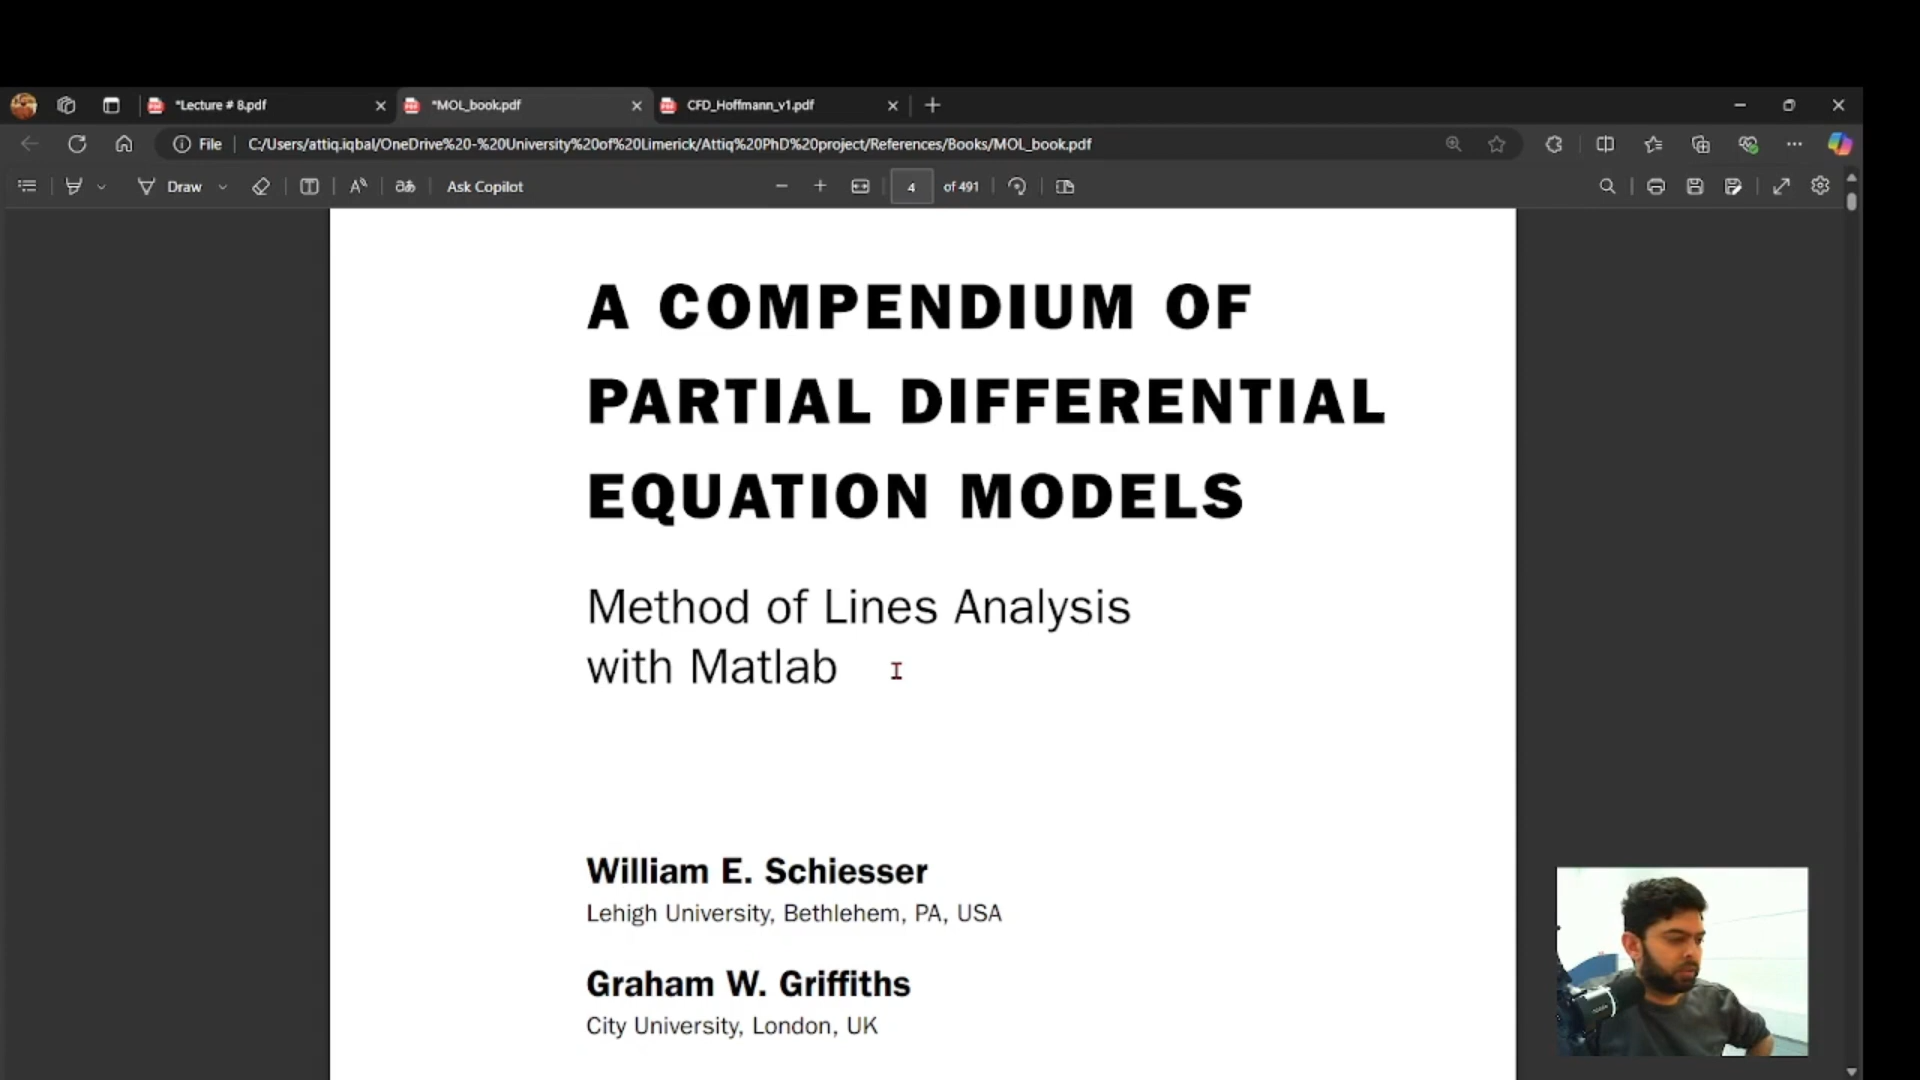 *Lecture # 8.pdf
*MOL_book.pdf
CFD_Hoffmann_v1.pdf
File
C:/Users/attiq.iqbal/OneDrive%20-%20University%20of%20Limerick/Attiq%20PhD%20project/References/Books/MOL_book.pdf
Draw
Ask Copilot
4 of 491
A COMPENDIUM OF
PARTIAL DIFFERENTIAL
EQUATION MODELS
Method of Lines Analysis
with Matlab
William E. Schiesser
Lehigh University, Bethlehem, PA, USA
Graham W. Griffiths
City University, London, UK